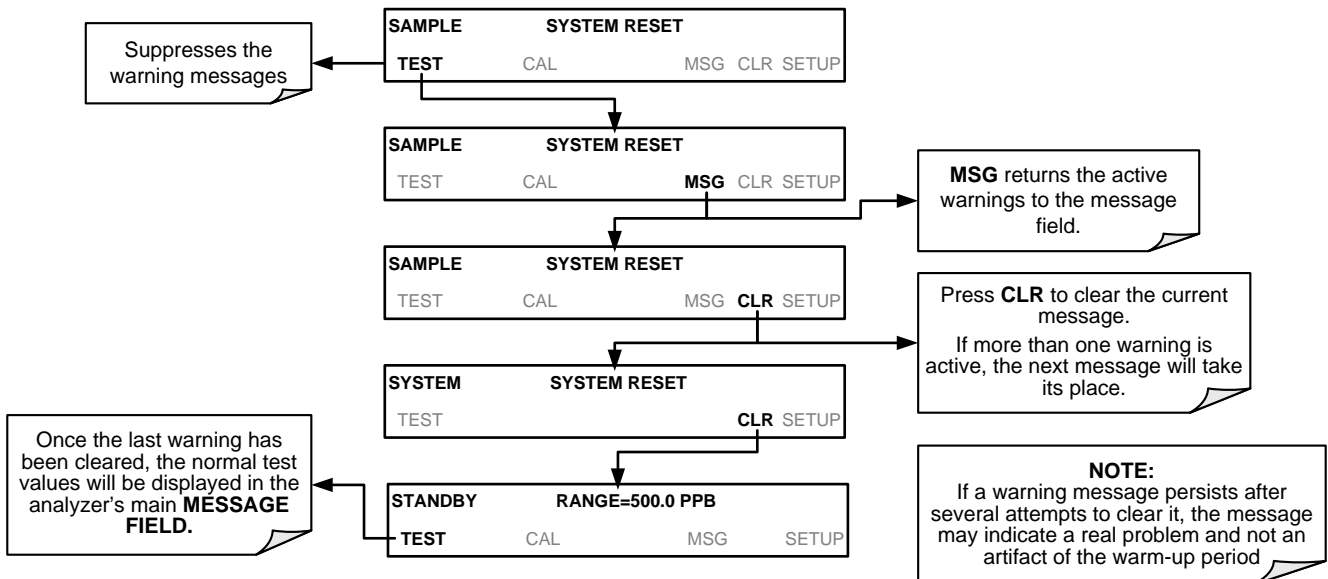 Suppresses the
warning messages
SAMPLE SYSTEM RESET
TEST CAL MSG CLR SETUP
SAMPLE SYSTEM RESET
TEST CAL MSG CLR SETUP
MSG returns the active
warnings to the message
field.
SAMPLE SYSTEM RESET
TEST CAL MSG CLR SETUP
Press CLR to clear the current
message.
If more than one warning is
active, the next message will take
its place.
SYSTEM SYSTEM RESET
TEST CLR SETUP
Once the last warning has
been cleared, the normal test
values will be displayed in the
analyzer’s main MESSAGE
FIELD.
STANDBY RANGE=500.0 PPB
TEST CAL MSG SETUP
NOTE:
If a warning message persists after
several attempts to clear it, the message
may indicate a real problem and not an
artifact of the warm-up period